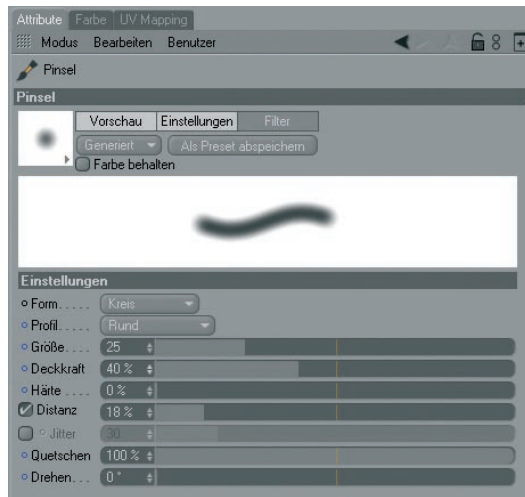 Attribute Farbe UV Mapping
Modus Bearbeiten Benutzer
Pinsel
Pinsel
Vorschau Einstellungen Filter
Generiert Als Preset abspeichern
Farbe behalten
Einstellungen
Form..... Kreis
Profil..... Rund
Größe.... 25
Deckkraft 40 %
Härte .... 0 %
Distanz 18 %
Jitter 30
Quetschen 100 %
Drehen... 0 °